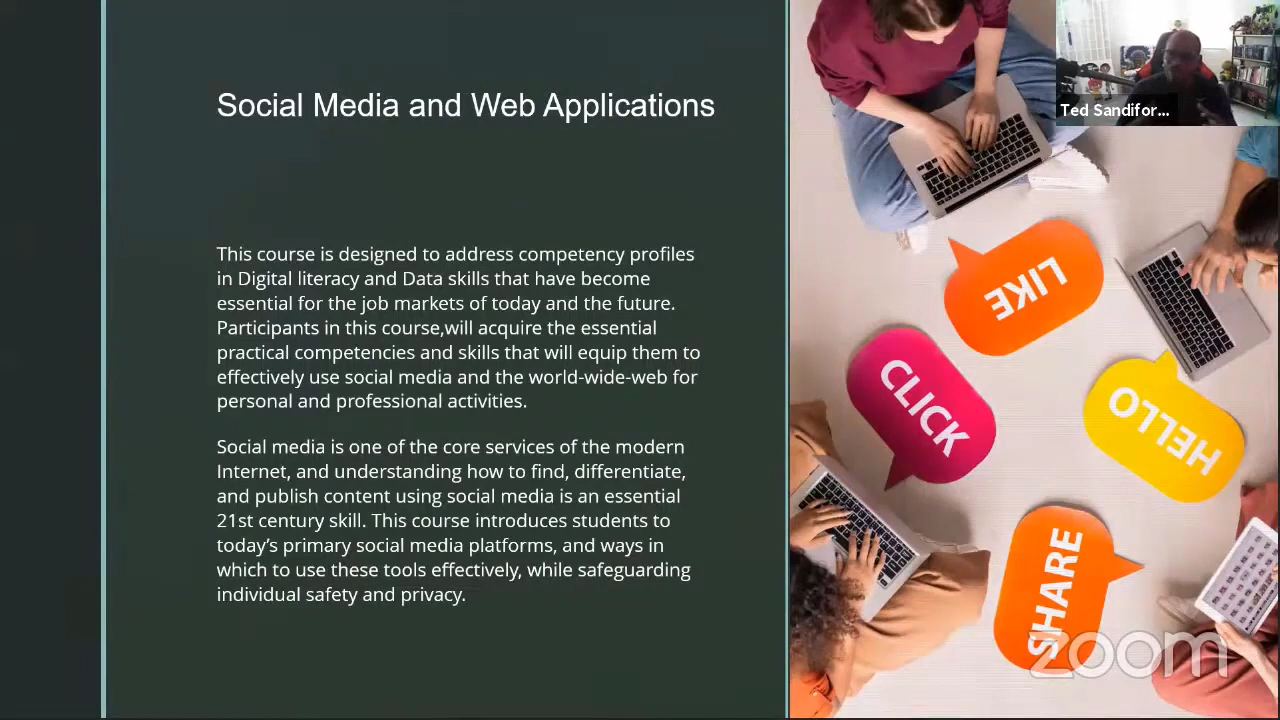 Social Media and Web Applications
This course is designed to address competency profiles
in Digital literacy and Data skills that have become
essential for the job markets of today and the future.
Participants in this course,will acquire the essential
practical competencies and skills that will equip them to
effectively use social media and the world-wide-web for
personal and professional activities.
Social media is one of the core services of the modern
Internet, and understanding how to find, differentiate,
and publish content using social media is an essential
21st century skill. This course introduces students to
today’s primary social media platforms, and ways in
which to use these tools effectively, while safeguarding
individual safety and privacy.
Ted Sandifor...
LIKE
CLICK
HELLO
SHARE
zoom